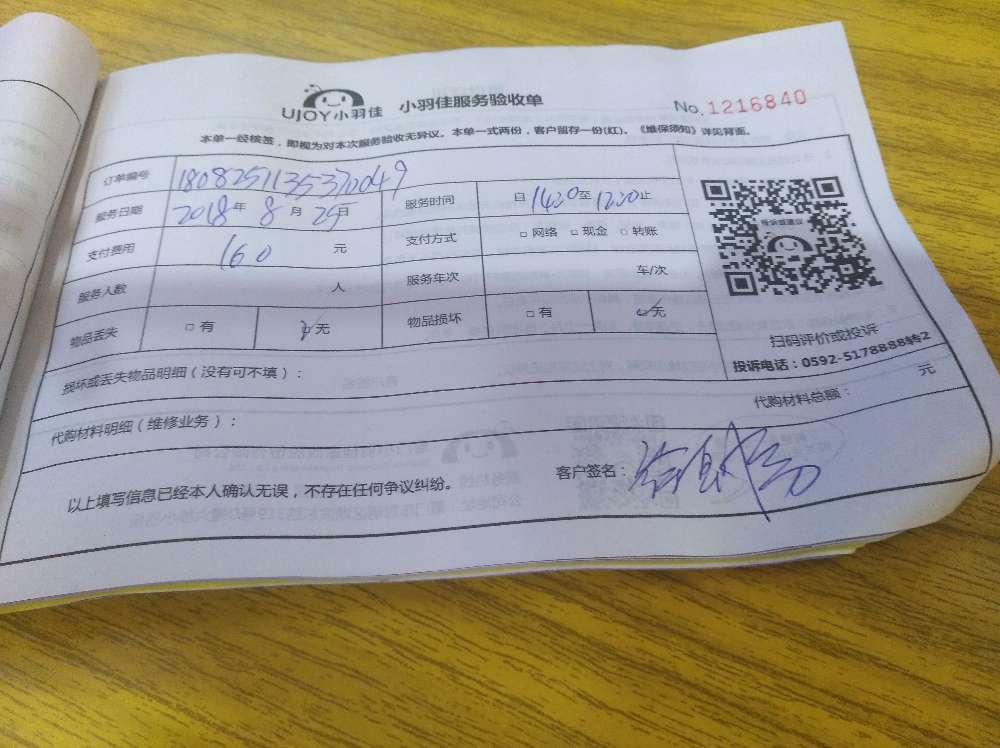 UJOY小羽佳 小羽佳服务验收单 No.1216840
本单一经核签，即视为对本次服务验收无异议。本单一式两份，客户留存一份(红)。《维保须知》详见背面。
订单编号
服务日期 2018年 8月 25日 服务时间 自 1430 至 止
支付费用 160 元 支付方式 □ 网络 □ 现金 □ 转账
服务人数 人 服务车次 车/次
物品丢失 □ 有 无 物品损坏 □ 有 无
扫码评价或投诉
投诉电话：0592-5178888转2
损坏或丢失物品明细（没有可不填）：
代购材料明细（维修业务）： 代购材料总额： 元
以上填写信息已经本人确认无误，不存在任何争议纠纷。 客户签名：